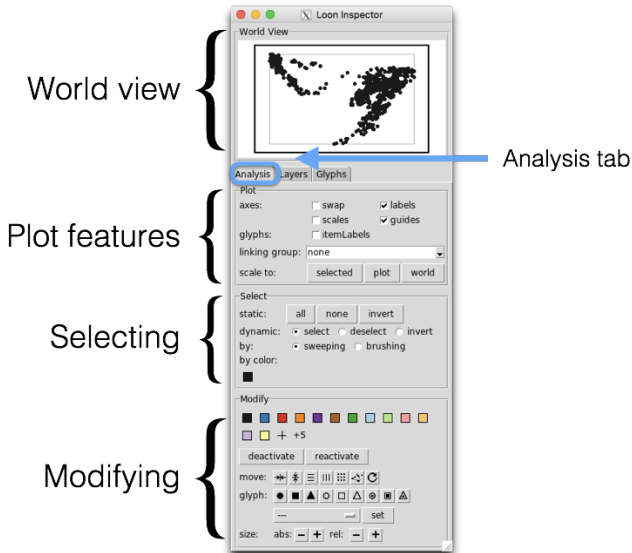 Loon Inspector
World View
World view
Analysis tab
Analysis Layers Glyphs
Plot
axes: swap labels
scales guides
Plot features
glyphs: itemLabels
linking group: none
scale to: selected plot world
Select
static: all none invert
dynamic: select deselect invert
Selecting
by: sweeping brushing
by color:
Modify
+5
deactivate reactivate
move:
Modifying
glyph:
--- set
size: abs: − + rel: − +